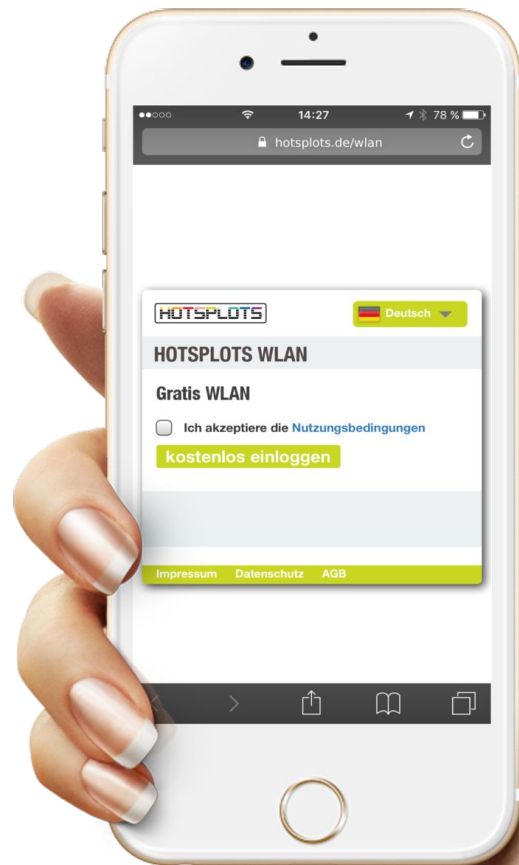 14:27
78 %
hotsplots.de/wlan
HOTSPLOTS
Deutsch
HOTSPLOTS WLAN
Gratis WLAN
Ich akzeptiere die Nutzungsbedingungen
kostenlos einloggen
Impressum Datenschutz AGB